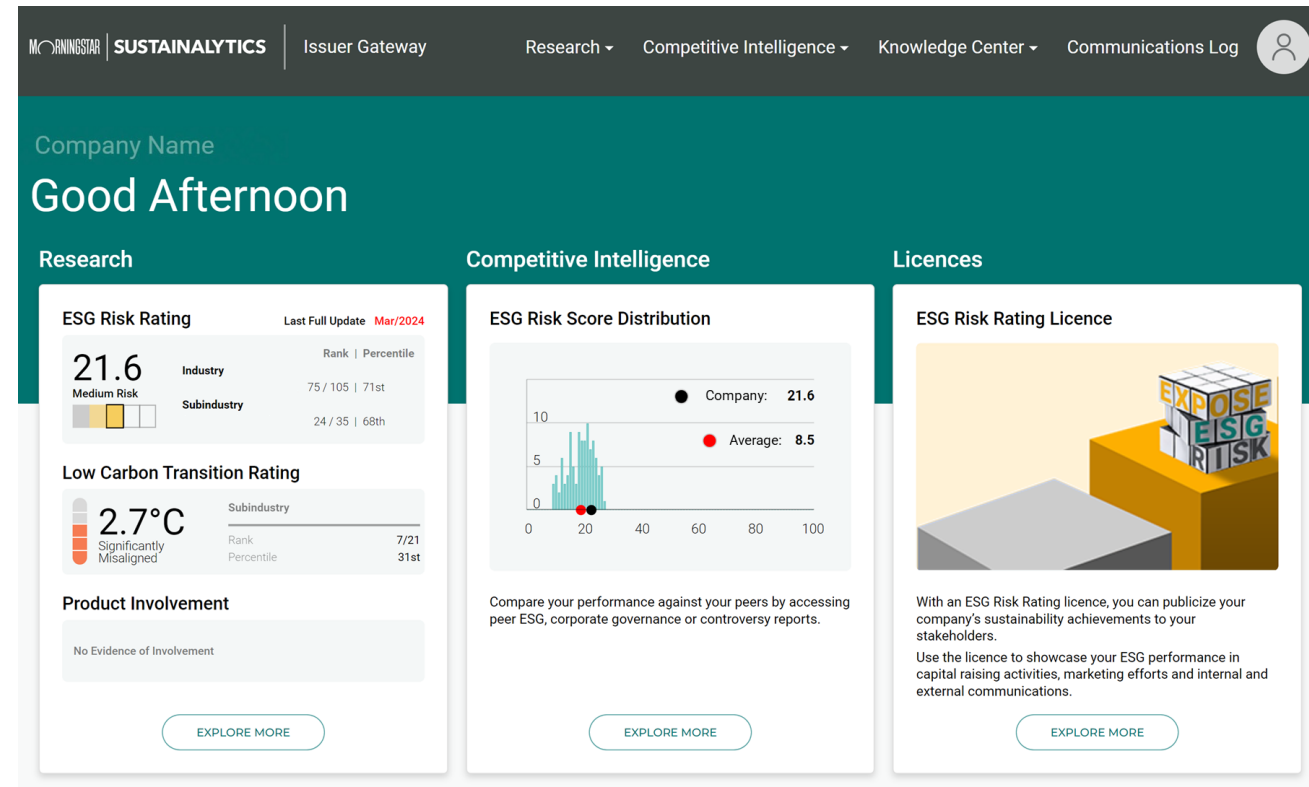 MORNINGSTAR | SUSTAINALYTICS Issuer Gateway Research Competitive Intelligence Knowledge Center Communications Log
Company Name
Good Afternoon
Research
ESG Risk Rating Last Full Update Mar/2024
21.6
Medium Risk
Rank | Percentile
Industry
75 / 105 | 71st
Subindustry
24 / 35 | 68th
Low Carbon Transition Rating
2.7°C
Significantly
Misaligned
Subindustry
Rank 7/21
Percentile 31st
Product Involvement
No Evidence of Involvement
EXPLORE MORE
Competitive Intelligence
ESG Risk Score Distribution
Company: 21.6
Average: 8.5
10
5
0
0 20 40 60 80 100
Compare your performance against your peers by accessing
peer ESG, corporate governance or controversy reports.
EXPLORE MORE
Licences
ESG Risk Rating Licence
EXPOSE
ESG
RISK
With an ESG Risk Rating licence, you can publicize your
company's sustainability achievements to your
stakeholders.
Use the licence to showcase your ESG performance in
capital raising activities, marketing efforts and internal and
external communications.
EXPLORE MORE